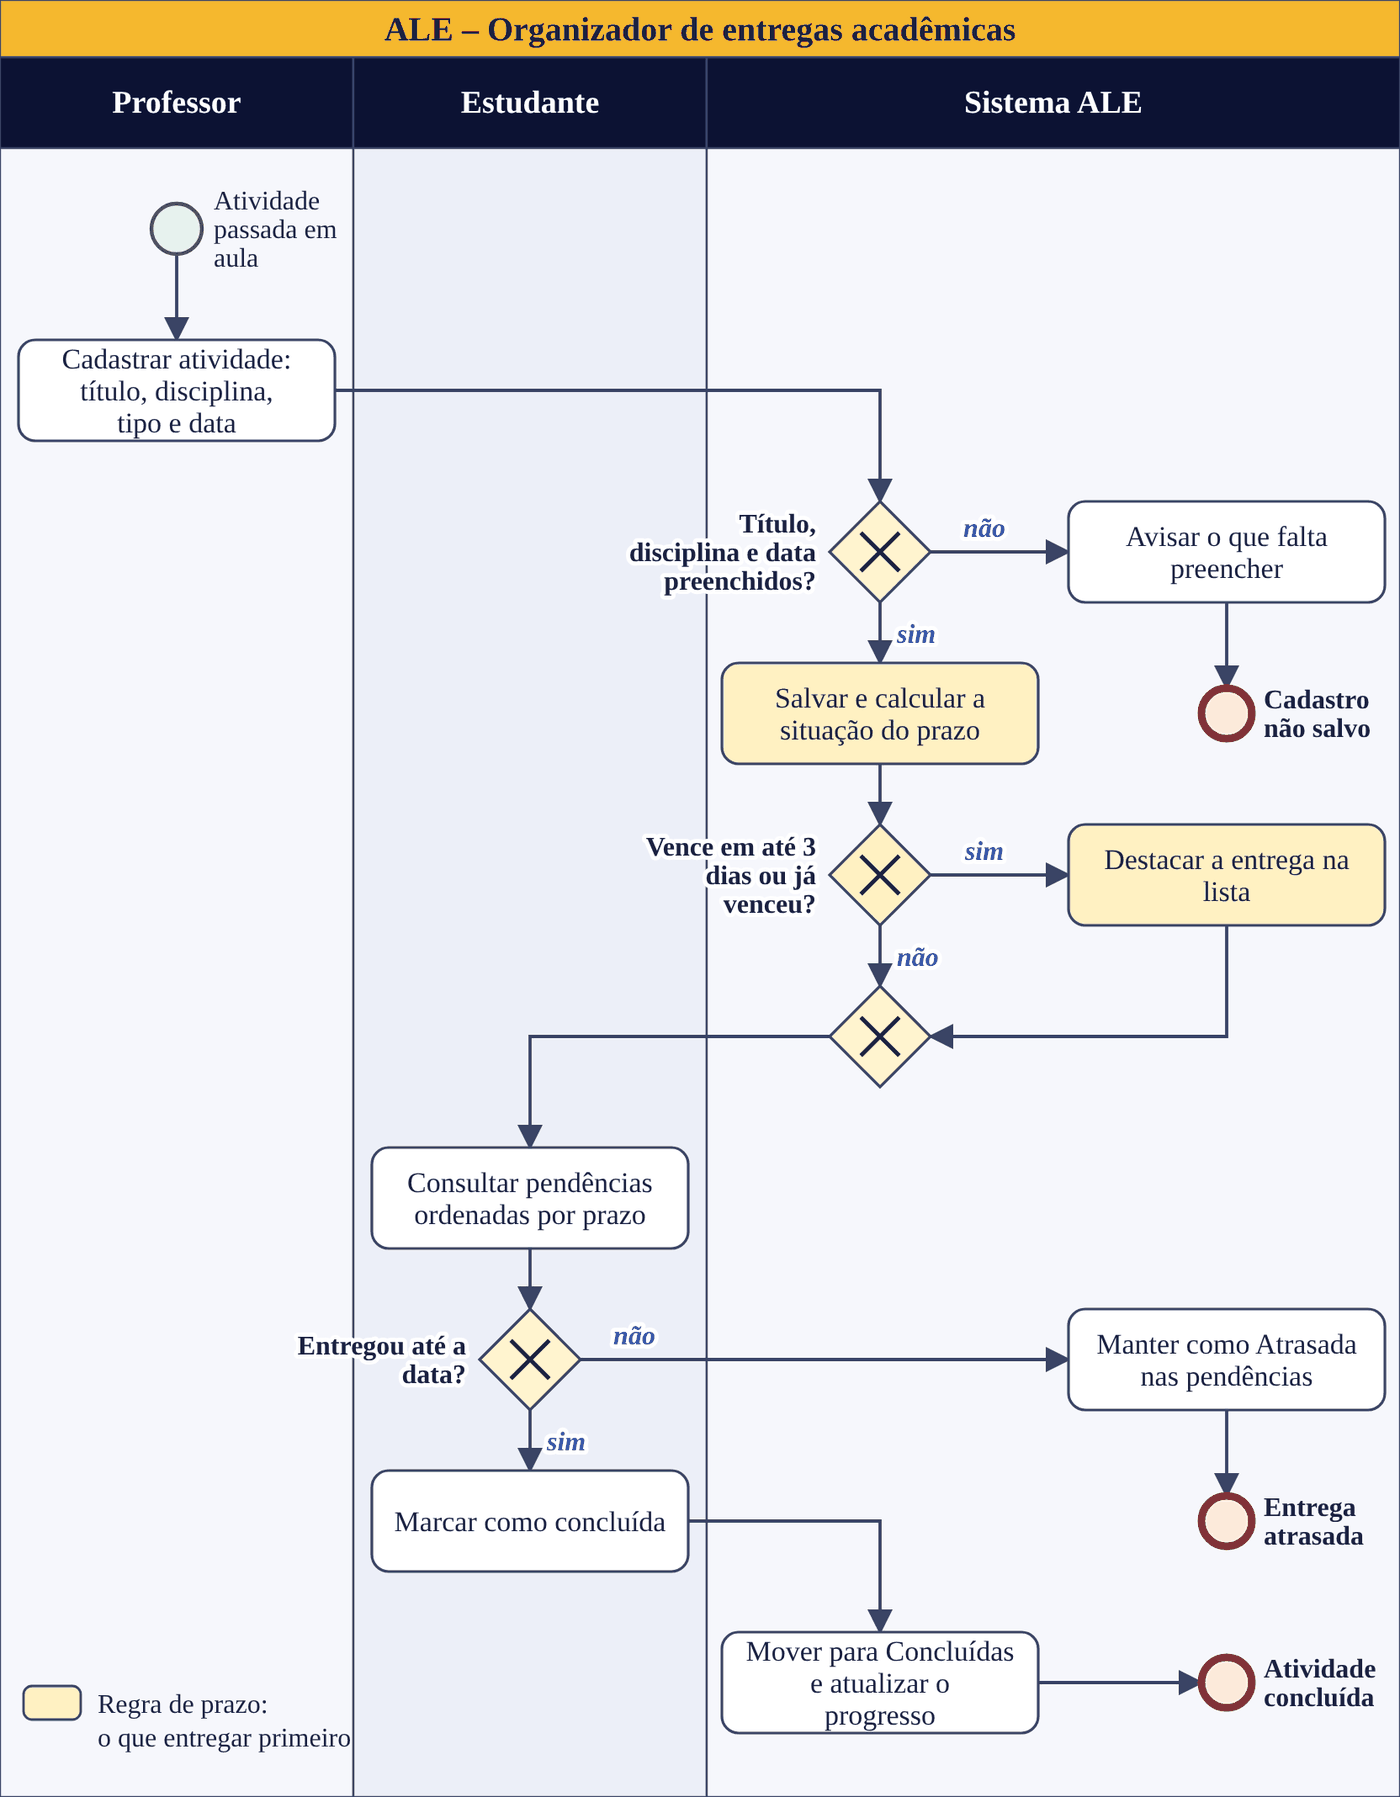 ALE – Organizador de entregas acadêmicas
Professor
Estudante
Sistema ALE
Atividade
passada em
aula
Cadastrar atividade:
título, disciplina,
tipo e data
Título,
disciplina e data
preenchidos?
não
Avisar o que falta
preencher
sim
Salvar e calcular a
situação do prazo
Cadastro
não salvo
Vence em até 3
dias ou já
venceu?
sim
Destacar a entrega na
lista
não
Consultar pendências
ordenadas por prazo
Entregou até a
data?
não
Manter como Atrasada
nas pendências
sim
Marcar como concluída
Entrega
atrasada
Mover para Concluídas
e atualizar o
progresso
Atividade
concluída
Regra de prazo:
o que entregar primeiro